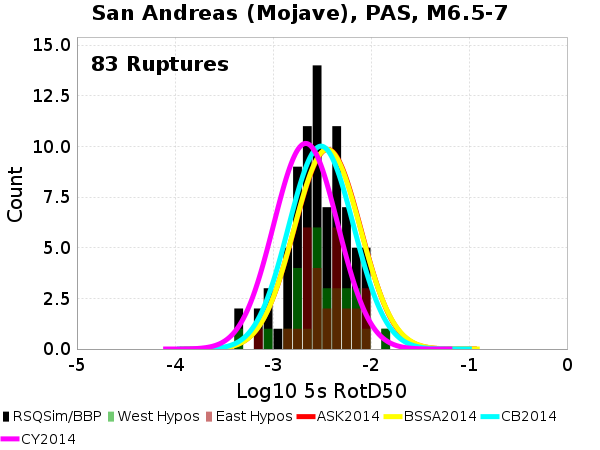 San Andreas (Mojave), PAS, M6.5-7
83 Ruptures
15.0
12.5
10.0
7.5
5.0
2.5
0.0
Count
-5 -4 -3 -2 -1 0
Log10 5s RotD50
RSQSim/BBP West Hypos East Hypos ASK2014 BSSA2014 CB2014
CY2014